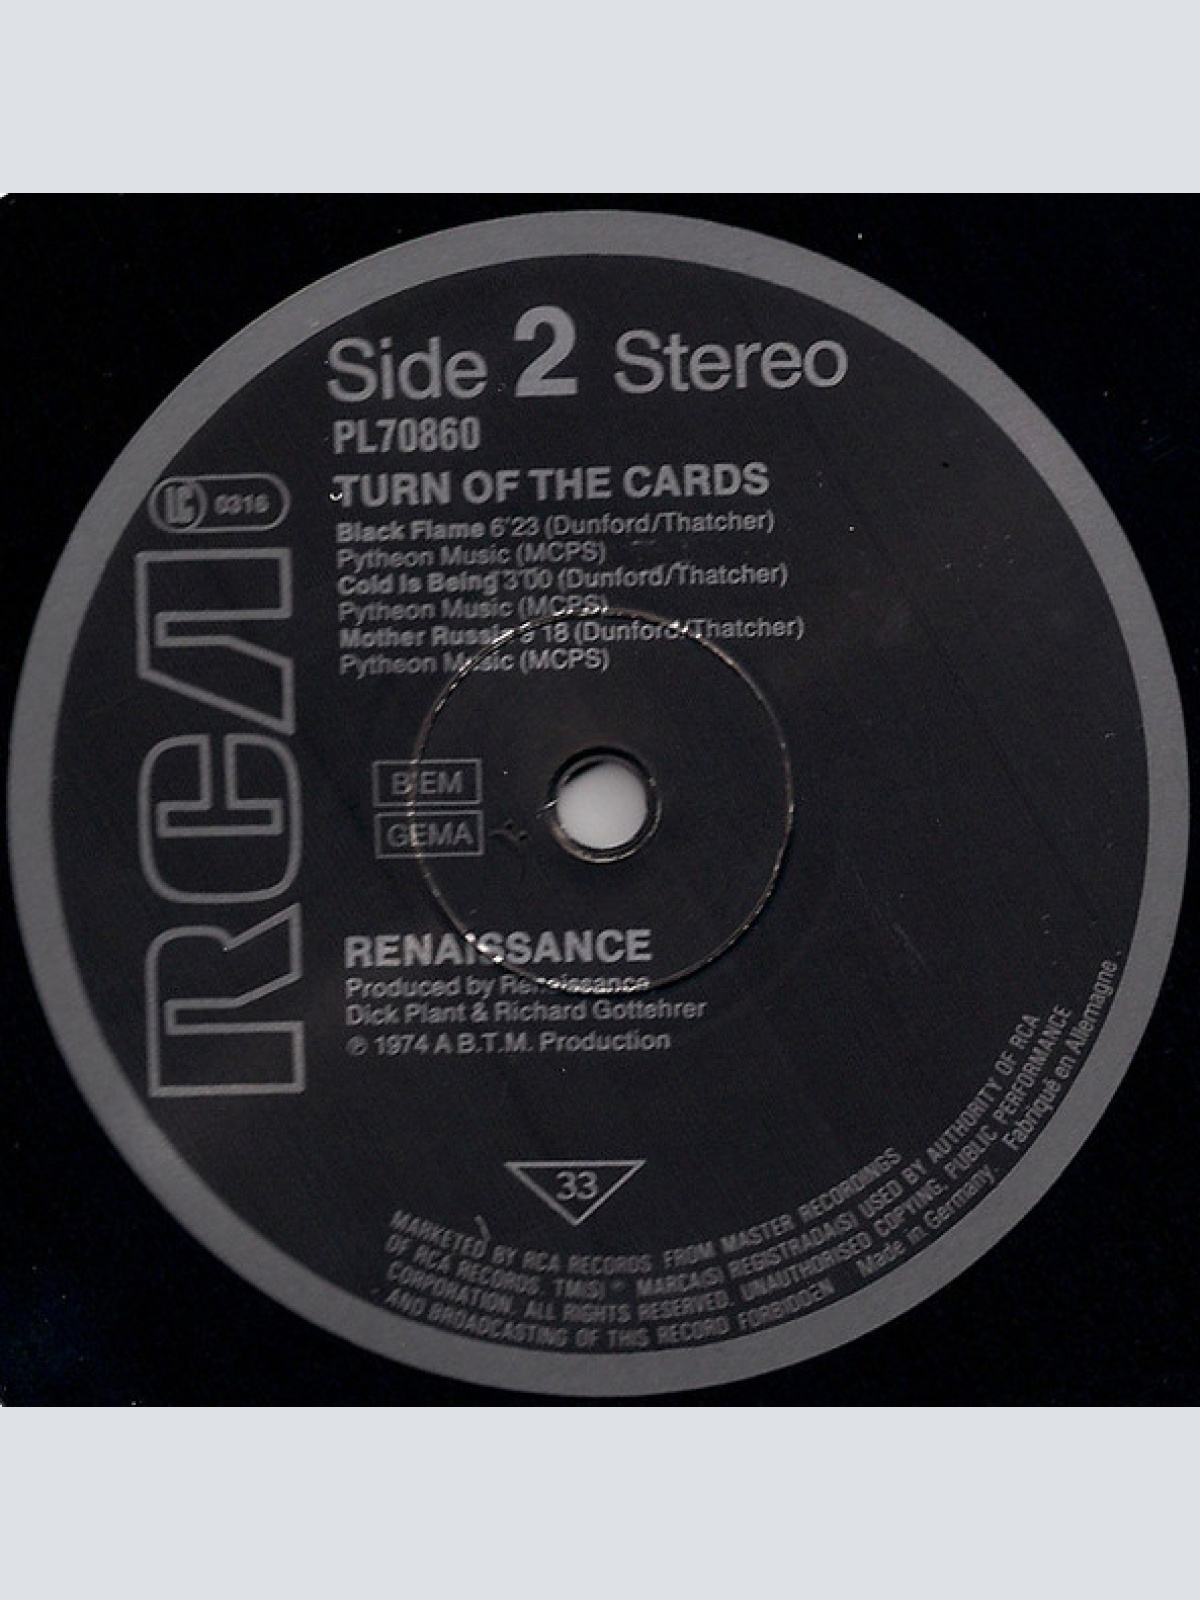 Side 2 Stereo
PL70860
LC 0316
TURN OF THE CARDS
Black Flame 6'23 (Dunford/Thatcher)
Pytheon Music (MCPS)
Cold Is Being 3'00 (Dunford/Thatcher)
Pytheon Music (MCPS)
Mother Russia 9'18 (Dunford/Thatcher)
Pytheon Music (MCPS)
RCA
BIEM
GEMA
RENAISSANCE
Produced by Renaissance
Dick Plant & Richard Gottehrer
℗ 1974 A B.T.M. Production
33
MARKETED BY RCA RECORDS FROM MASTER RECORDINGS
OF RCA RECORDS. TM(S) ® MARCA(S) REGISTRADA(S) USED BY AUTHORITY OF RCA
CORPORATION. ALL RIGHTS RESERVED. UNAUTHORISED COPYING, PUBLIC PERFORMANCE
AND BROADCASTING OF THIS RECORD FORBIDDEN Made in Germany. Fabriqué en Allemagne.